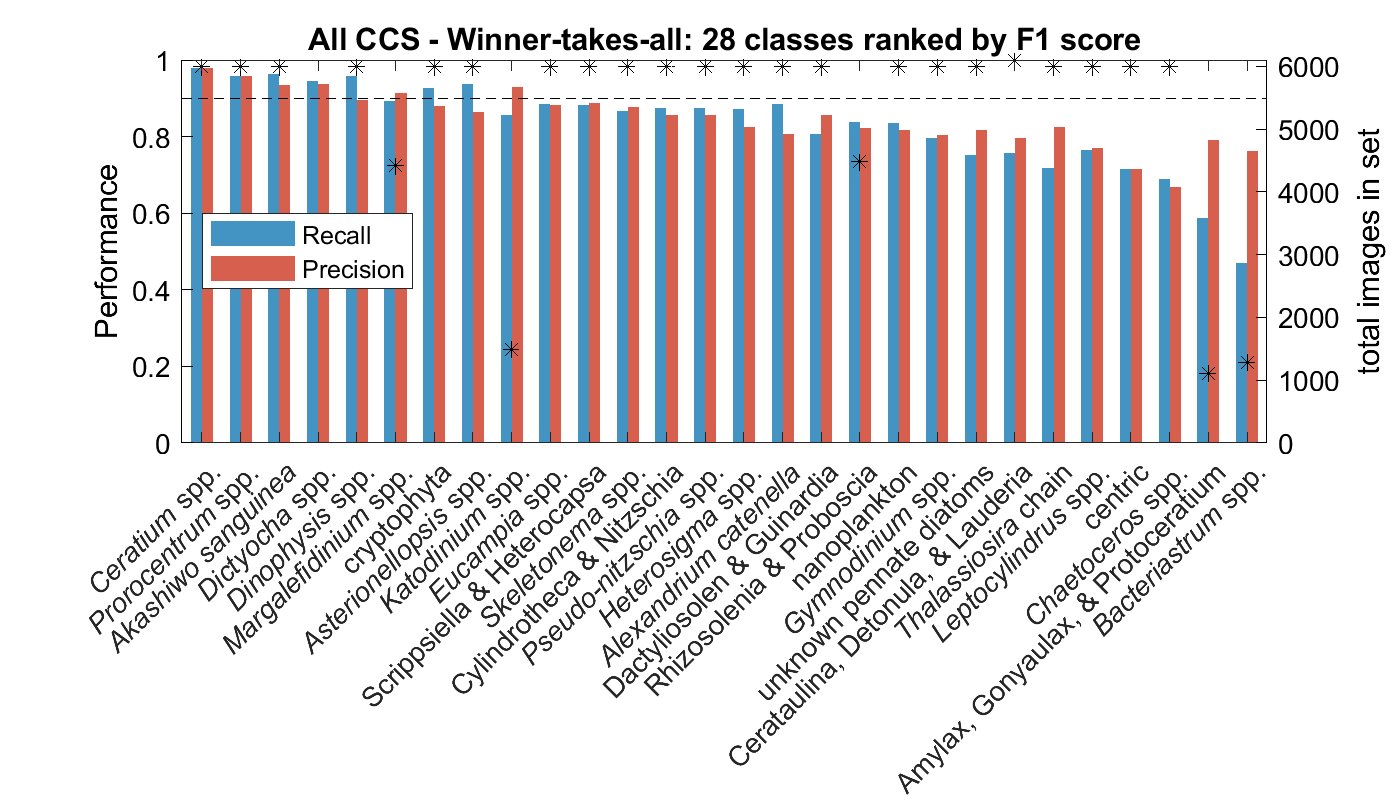 All CCS - Winner-takes-all: 28 classes ranked by F1 score
1
0.8
0.6
0.4
0.2
0
Performance
Recall
Precision
6000
5000
4000
3000
2000
1000
0
total images in set
Ceratium spp.
Prorocentrum spp.
Akashiwo sanguinea
Dictyocha spp.
Dinophysis spp.
Margalefidinium spp.
cryptophyta
Asterionellopsis spp.
Katodinium spp.
Eucampia spp.
Scrippsiella & Heterocapsa
Skeletonema spp.
Cylindrotheca & Nitzschia
Pseudo-nitzschia spp.
Heterosigma spp.
Alexandrium catenella
Dactyliosolen & Guinardia
Rhizosolenia & Proboscia
nanoplankton
Gymnodinium spp.
unknown pennate diatoms
Cerataulina, Detonula, & Lauderia
Thalassiosira chain
Leptocylindrus spp.
centric
Chaetoceros spp.
Amylax, Gonyaulax, & Protoceratium
Bacteriastrum spp.